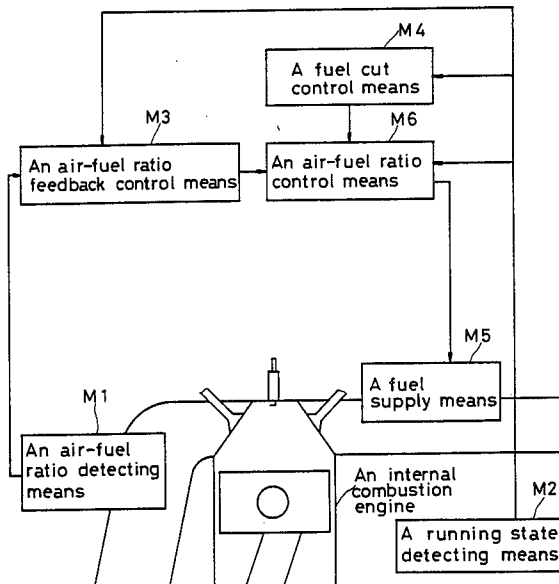 M4
A fuel cut
control means
M3
M6
An air-fuel ratio
feedback control means
An air-fuel ratio
control means
M5
A fuel
supply means
M1
An air-fuel
ratio detecting
means
An internal
combustion
engine
M2
A running state
detecting means